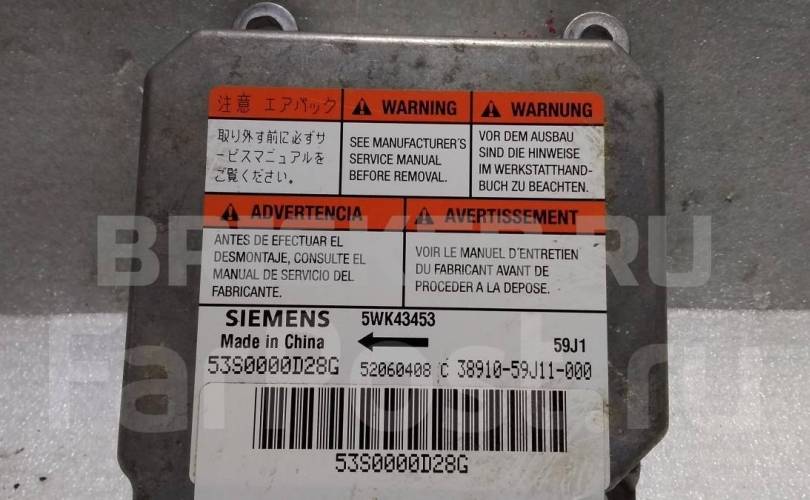 注意 エアバック
取り外す前に必ずサ
ービスマニュアルを
ご覧ください。
WARNING
SEE MANUFACTURER'S
SERVICE MANUAL
BEFORE REMOVAL.
WARNUNG
VOR DEM AUSBAU
SIND DIE HINWEISE
IM WERKSTATTHAND-
BUCH ZU BEACHTEN.
ADVERTENCIA
ANTES DE EFECTUAR EL
DESMONTAJE, CONSULTE EL
MANUAL DE SERVICIO DEL
FABRICANTE.
AVERTISSEMENT
VOIR LE MANUEL D'ENTRETIEN
DU FABRICANT AVANT DE
PROCEDER A LA DEPOSE.
SIEMENS 5WK43453
Made in China 59J1
53S0000D28G 52060408 C 38910-59J11-000
53S0000D28G
BRICKER.RU
FarPost.ru